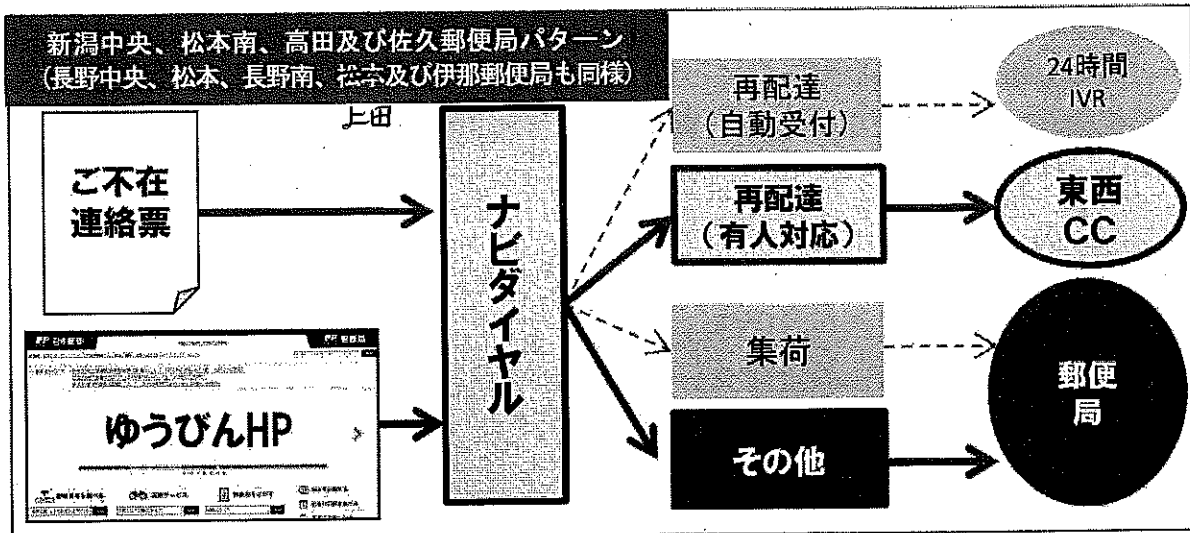 新潟中央、松本南、高田及び佐久郵便局パターン
(長野中央、松本、長野南、松本及び伊那郵便局も同様)
上田
ご不在
連絡票
ゆうびんHP
ナビダイヤル
再配達
(自動受付)
再配達
(有人対応)
集荷
その他
24時間
IVR
東西
CC
郵便
局